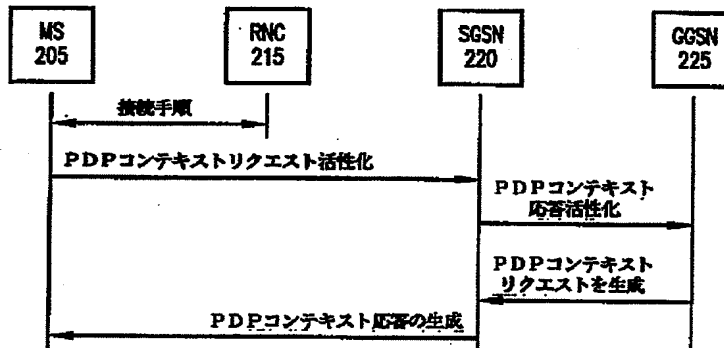 MS
205
RNC
215
SGSN
220
GGSN
225
接続手順
PDPコンテキストリクエスト活性化
PDPコンテキスト
応答活性化
PDPコンテキスト
リクエストを生成
PDPコンテキスト応答の生成